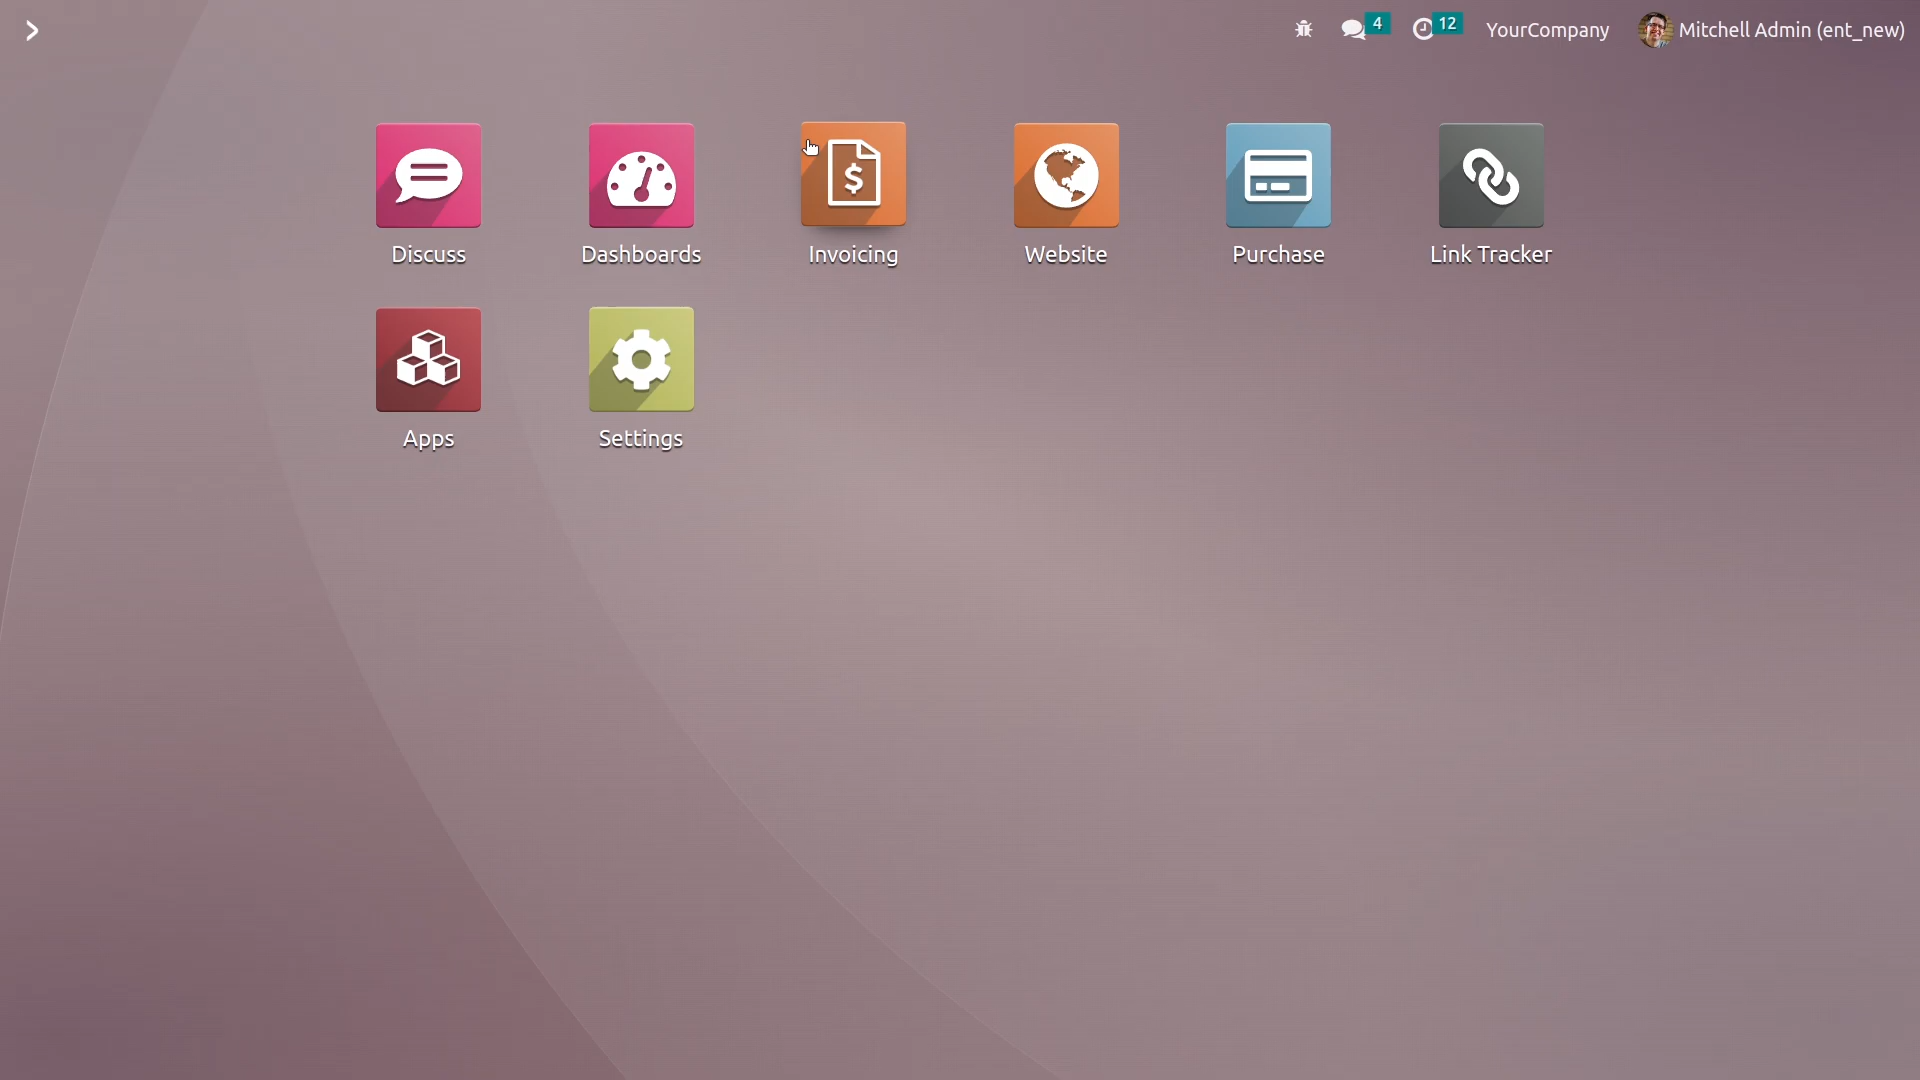 4
12
YourCompany
Mitchell Admin (ent_new)
Discuss
Dashboards
Invoicing
Website
Purchase
Link Tracker
Apps
Settings